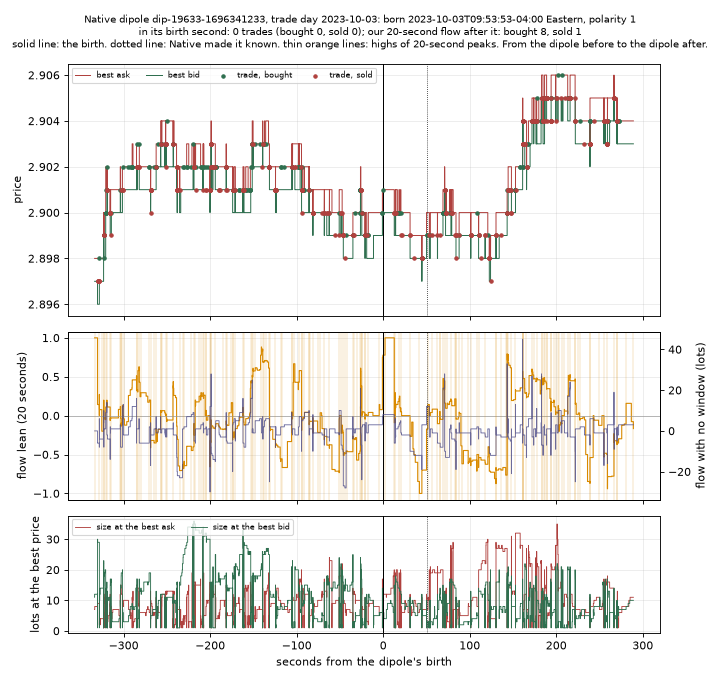 Native dipole dip-19633-1696341233, trade day 2023-10-03: born 2023-10-03T09:53:53-04:00 Eastern, polarity 1
in its birth second: 0 trades (bought 0, sold 0); our 20-second flow after it: bought 8, sold 1
solid line: the birth. dotted line: Native made it known. thin orange lines: highs of 20-second peaks. From the dipole before to the dipole after.
best ask
best bid
trade, bought
trade, sold
2.906
2.904
2.902
2.900
2.898
2.896
price
1.0
0.5
0.0
−0.5
−1.0
flow lean (20 seconds)
40
20
0
−20
flow with no window (lots)
size at the best ask
size at the best bid
30
20
10
0
lots at the best price
−300
−200
−100
0
100
200
300
seconds from the dipole's birth